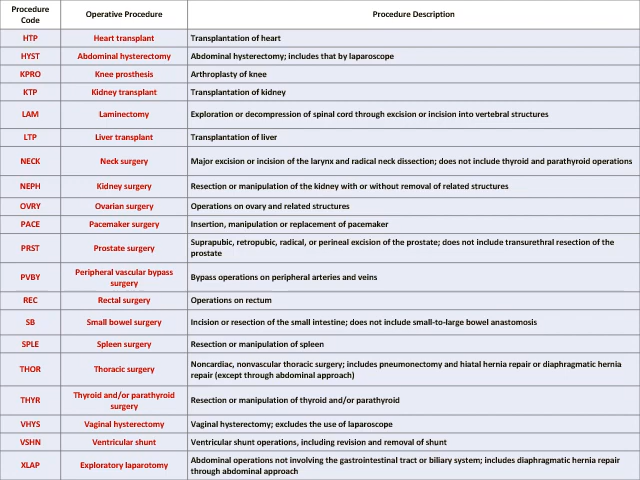 Procedure Code Operative Procedure Procedure Description
HTP Heart transplant Transplantation of heart
HYST Abdominal hysterectomy Abdominal hysterectomy; includes that by laparoscope
KPRO Knee prosthesis Arthroplasty of knee
KTP Kidney transplant Transplantation of kidney
LAM Laminectomy Exploration or decompression of spinal cord through excision or incision into vertebral structures
LTP Liver transplant Transplantation of liver
NECK Neck surgery Major excision or incision of the larynx and radical neck dissection; does not include thyroid and parathyroid operations
NEPH Kidney surgery Resection or manipulation of the kidney with or without removal of related structures
OVRY Ovarian surgery Operations on ovary and related structures
PACE Pacemaker surgery Insertion, manipulation or replacement of pacemaker
PRST Prostate surgery Suprapubic, retropubic, radical, or perineal excision of the prostate; does not include transurethral resection of the
prostate
PVBY Peripheral vascular bypass
surgery Bypass operations on peripheral arteries and veins
REC Rectal surgery Operations on rectum
SB Small bowel surgery Incision or resection of the small intestine; does not include small-to-large bowel anastomosis
SPLE Spleen surgery Resection or manipulation of spleen
THOR Thoracic surgery Noncardiac, nonvascular thoracic surgery; includes pneumonectomy and hiatal hernia repair or diaphragmatic hernia
repair (except through abdominal approach)
THYR Thyroid and/or parathyroid
surgery Resection or manipulation of thyroid and/or parathyroid
VHYS Vaginal hysterectomy Vaginal hysterectomy; excludes the use of laparoscope
VSHN Ventricular shunt Ventricular shunt operations, including revision and removal of shunt
XLAP Exploratory laparotomy Abdominal operations not involving the gastrointestinal tract or biliary system; includes diaphragmatic hernia repair
through abdominal approach